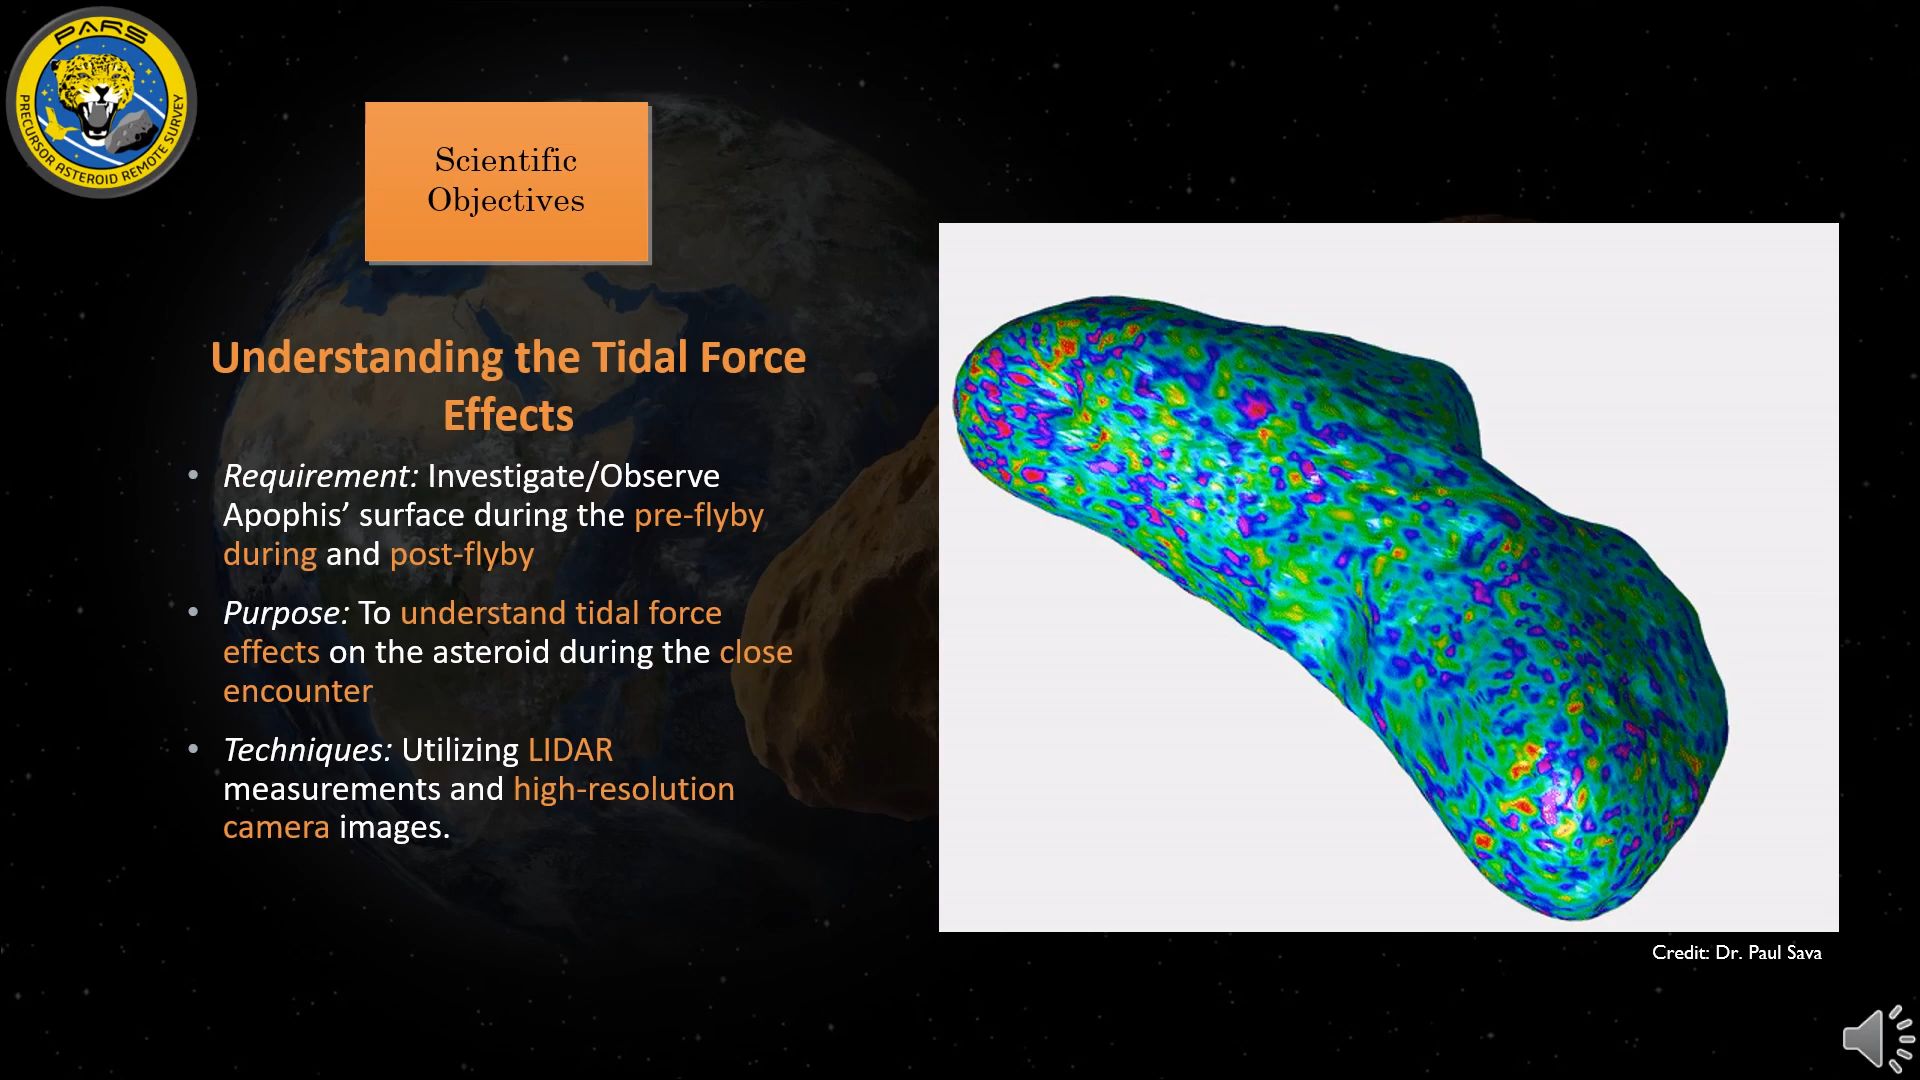 PARS
PRECURSOR ASTEROID REMOTE SURVEY
Scientific
Objectives
Understanding the Tidal Force
Effects
• Requirement: Investigate/Observe
Apophis’ surface during the pre-flyby
during and post-flyby
• Purpose: To understand tidal force
effects on the asteroid during the close
encounter
• Techniques: Utilizing LIDAR
measurements and high-resolution
camera images.
Credit: Dr. Paul Sava